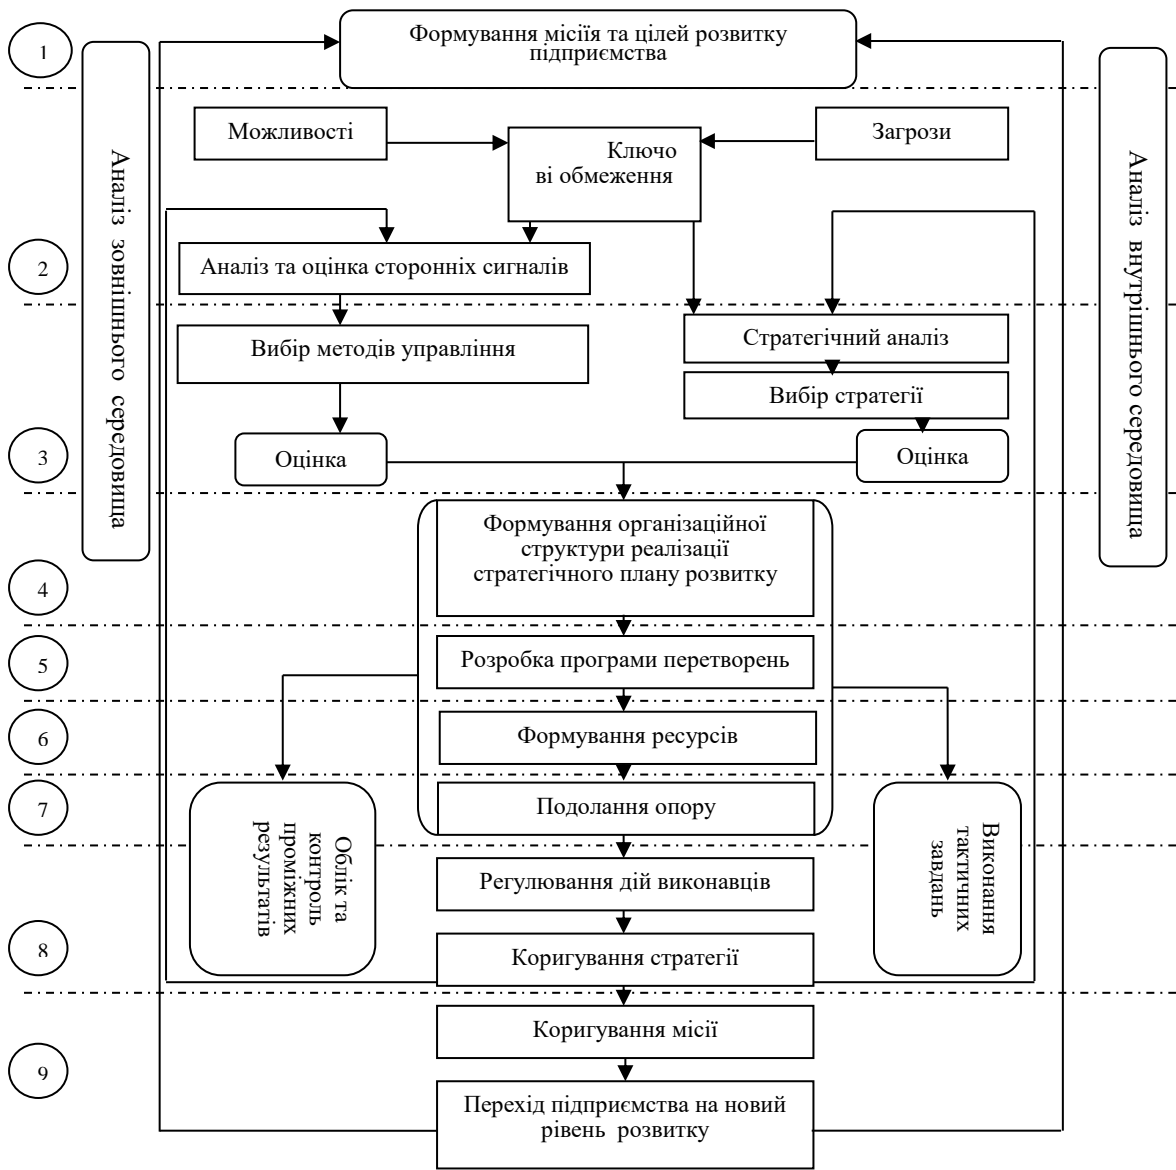 1
Формування місіїя та цілей розвитку
підприємства
Аналіз зовнішнього середовища
Аналіз внутрішнього середовища
Можливості
Ключо
ві обмеження
Загрози
2
Аналіз та оцінка сторонніх сигналів
Вибір методів управління
Стратегічний аналіз
Вибір стратегії
3
Оцінка
Оцінка
Формування організаційної
структури реалізації
стратегічного плану розвитку
4
5
Розробка програми перетворень
6
Формування ресурсів
7
Подолання опору
Облік та
контроль
проміжних
результатів
Виконання
тактичних
завдань
Регулювання дій виконавців
8
Коригування стратегії
Коригування місії
9
Перехід підприємства на новий
рівень розвитку